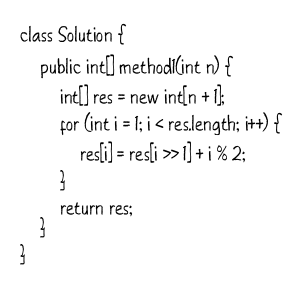 class Solution {
public int[] method1(int n) {
int[] res = new int[n + 1];
for (int i = 1; i < res.length; i++) {
res[i] = res[i >> 1] + i % 2;
}
return res;
}
}